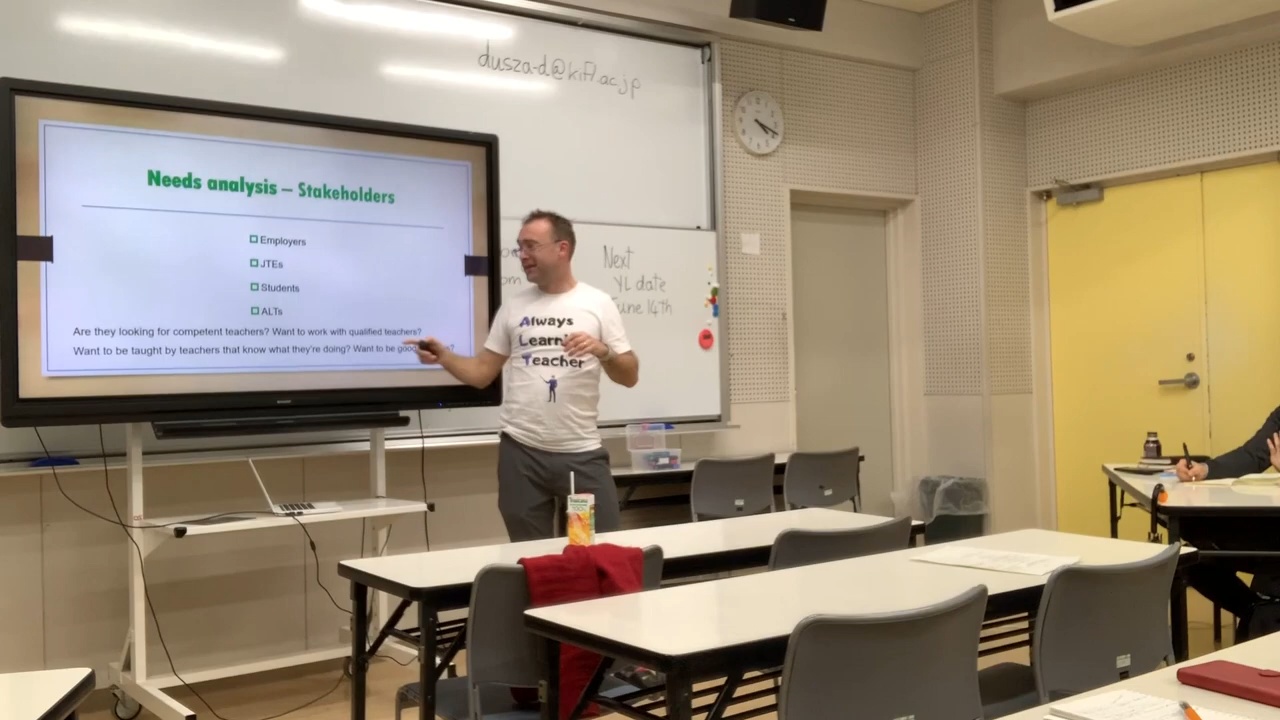 dusza-d@kifl.ac.jp
Needs analysis – Stakeholders
Employers
JTEs
Students
ALTs
Are they looking for competent teachers? Want to work with qualified teachers?
Want to be taught by teachers that know what they're doing? Want to be
Always
Teacher
Next
YL date
June 14th